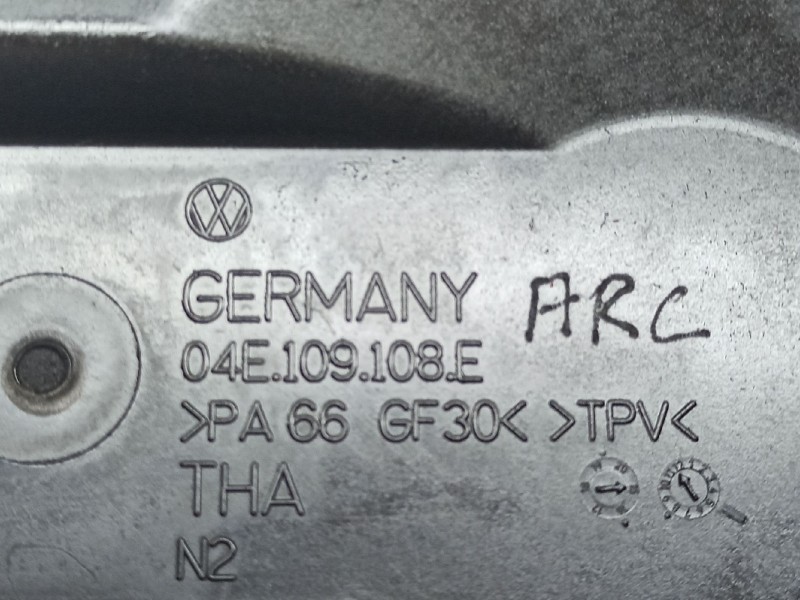 GERMANY
ARC
04E.109.108.E
>PA 66 GF30< >TPV<
THA
N2